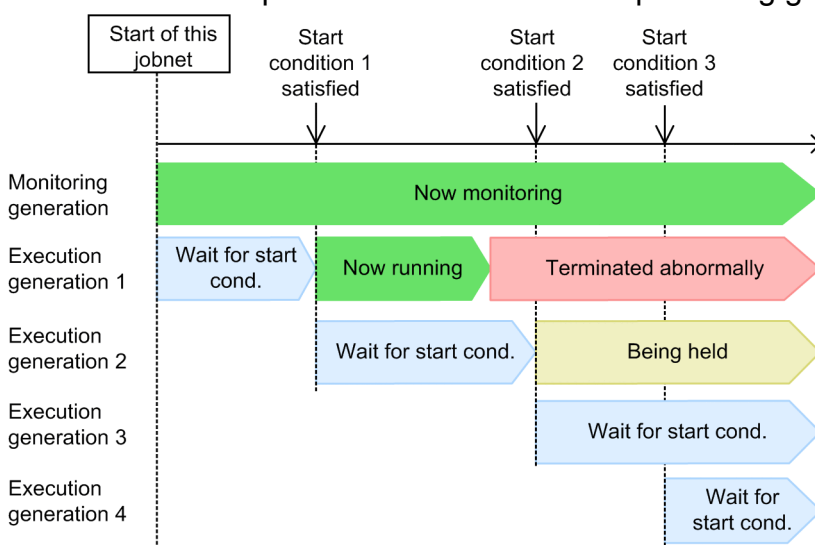 Start of this
jobnet
Start
condition 1
satisfied
Start
condition 2
satisfied
Start
condition 3
satisfied
Monitoring
generation
Now monitoring
Execution
generation 1
Wait for start
cond.
Now running
Terminated abnormally
Execution
generation 2
Wait for start cond.
Being held
Execution
generation 3
Wait for start cond.
Execution
generation 4
Wait for
start cond.